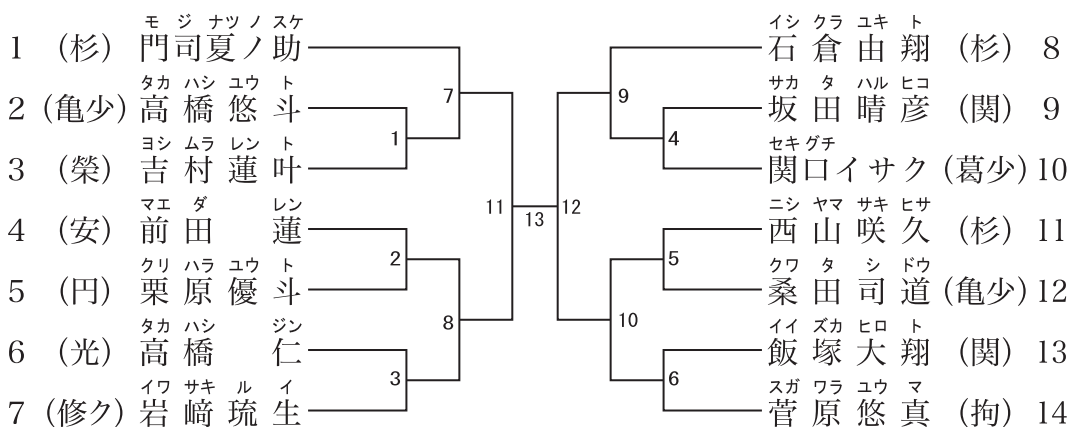 モ ジ ナツ ノ スケ
1 (杉) 門司夏ノ助
タカ ハシ ユウ ト
2 (亀少) 高橋悠斗
ヨシ ムラ レン ト
3 (榮) 吉村蓮叶
マエ ダ レン
4 (安) 前田 蓮
クリ ハラ ユウ ト
5 (円) 栗原優斗
タカ ハシ ジン
6 (光) 高橋 仁
イワ サキ ル イ
7 (修ク) 岩﨑琉生
7
1
2
8
3
11
13
12
9
4
5
10
6
イシ クラ ユキ ト
石倉由翔 (杉) 8
サカ タ ハル ヒコ
坂田晴彦 (関) 9
セキ グチ
関口イサク (葛少) 10
ニシ ヤマ サキ ヒサ
西山咲久 (杉) 11
クワ タ シ ドウ
桑田司道 (亀少) 12
イイ ズカ ヒロ ト
飯塚大翔 (関) 13
スガ ワラ ユウ マ
菅原悠真 (拘) 14